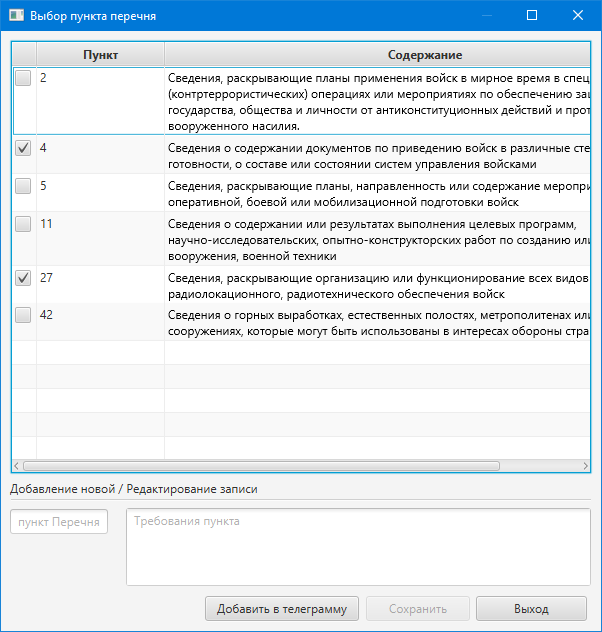 Выбор пункта перечня
Пункт Содержание
2 Сведения, раскрывающие планы применения войск в мирное время в спец
(контртеррористических) операциях или мероприятиях по обеспечению за
государства, общества и личности от антиконституционных действий и прот
вооруженного насилия.
4 Сведения о содержании документов по приведению войск в различные сте
готовности, о составе или состоянии систем управления войсками
5 Сведения, раскрывающие планы, направленность или содержание меропри
оперативной, боевой или мобилизационной подготовки войск
11 Сведения о содержании или результатах выполнения целевых программ,
научно-исследовательских, опытно-конструкторских работ по созданию или
вооружения, военной техники
27 Сведения, раскрывающие организацию или функционирование всех видов
радиолокационного, радиотехнического обеспечения войск
42 Сведения о горных выработках, естественных полостях, метрополитенах или
сооружениях, которые могут быть использованы в интересах обороны стра
Добавление новой / Редактирование записи
пункт Перечня Требования пункта
Добавить в телеграмму Сохранить Выход